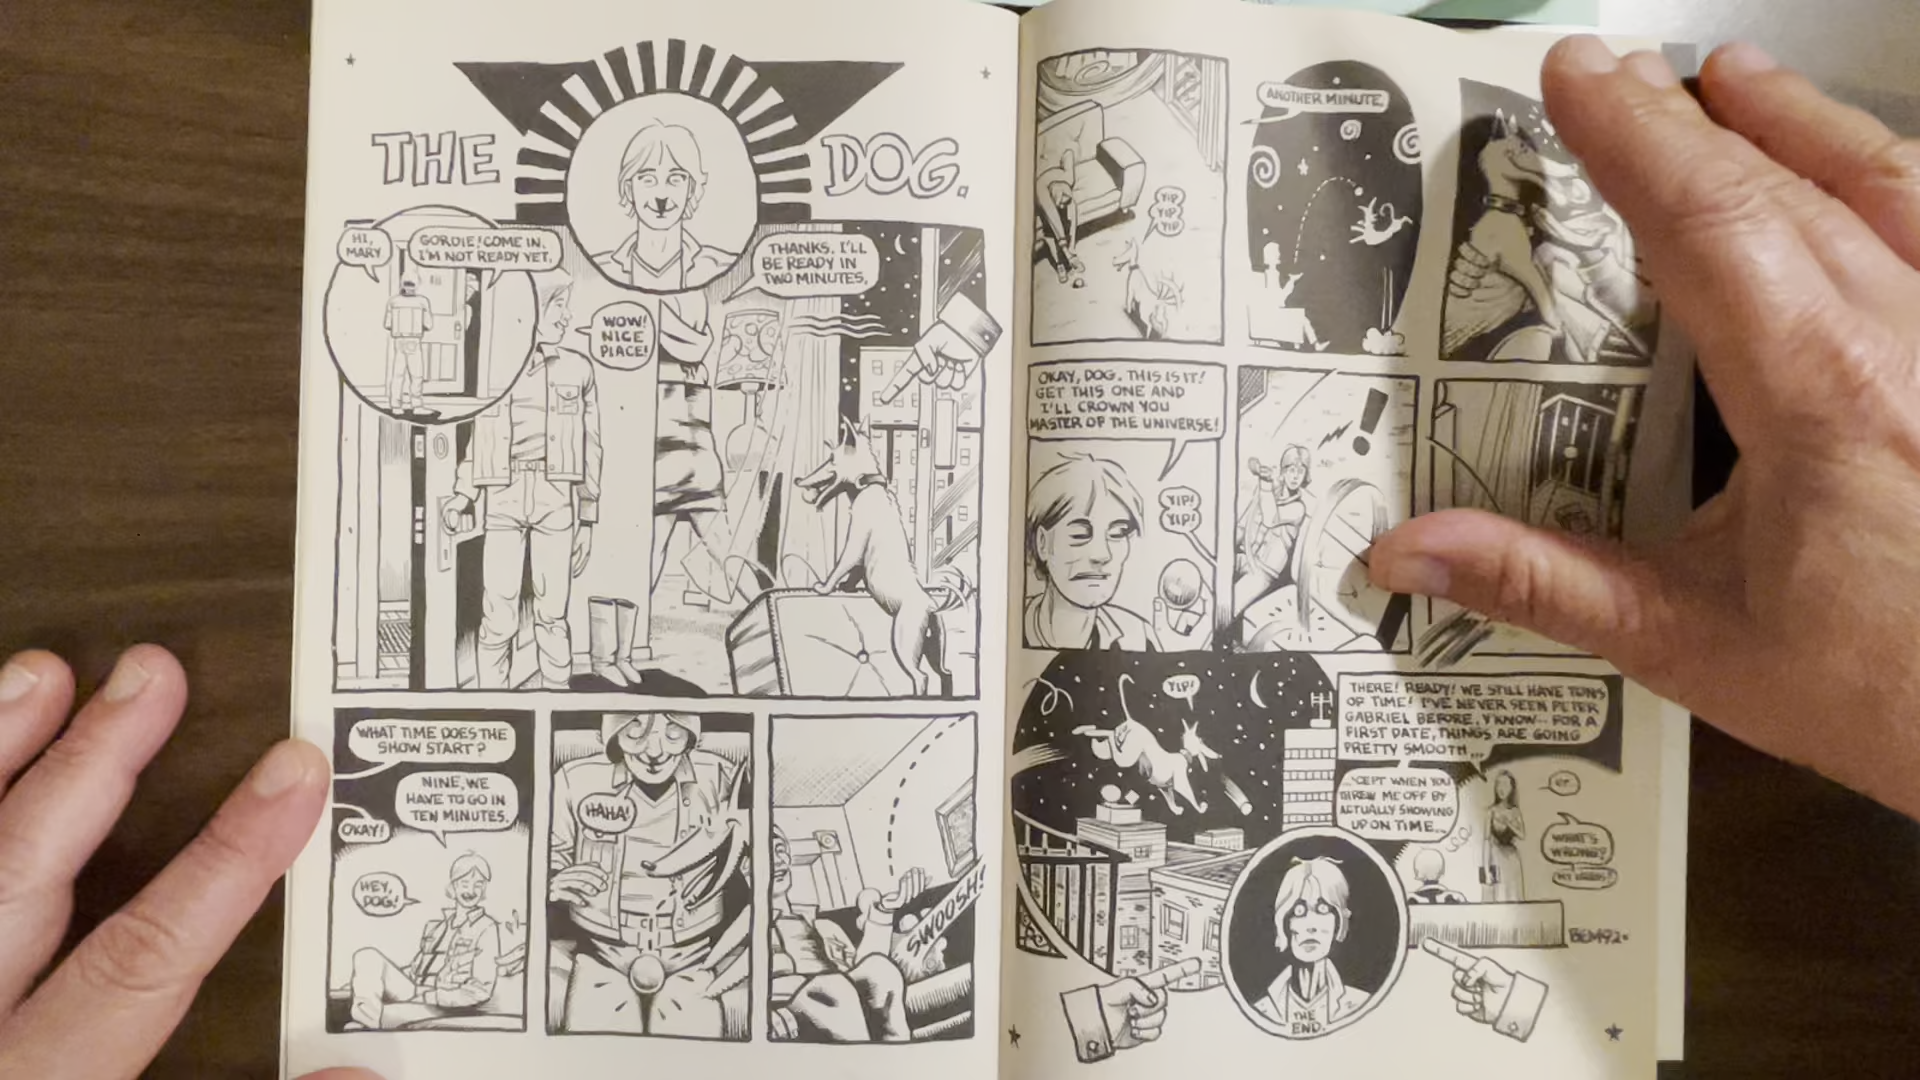 THE DOG.
HI,
MARY
GORDIE! COME IN.
I'M NOT READY YET.
WOW!
NICE
PLACE!
THANKS. I'LL
BE READY IN
TWO MINUTES.
WHAT TIME DOES THE
SHOW START?
NINE, WE
HAVE TO GO IN
TEN MINUTES.
OKAY!
HEY,
DOG!
HAHA!
SWOOSH!
YIP
YIP
YIP
ANOTHER MINUTE.
OKAY, DOG. THIS IS IT!
GET THIS ONE AND
I'LL CROWN YOU
MASTER OF THE UNIVERSE!
YIP!
YIP!
!
YIP!
THERE! READY! WE STILL HAVE TONS
OF TIME! I'VE NEVER SEEN PETER
GABRIEL BEFORE, Y'KNOW-- FOR A
FIRST DATE, THINGS ARE GOING
PRETTY SMOOTH...
...'CEPT WHEN YOU
THREW ME OFF BY
ACTUALLY SHOWING
UP ON TIME...
WHAT'S
WRONG?
BEM92.
THE
END.